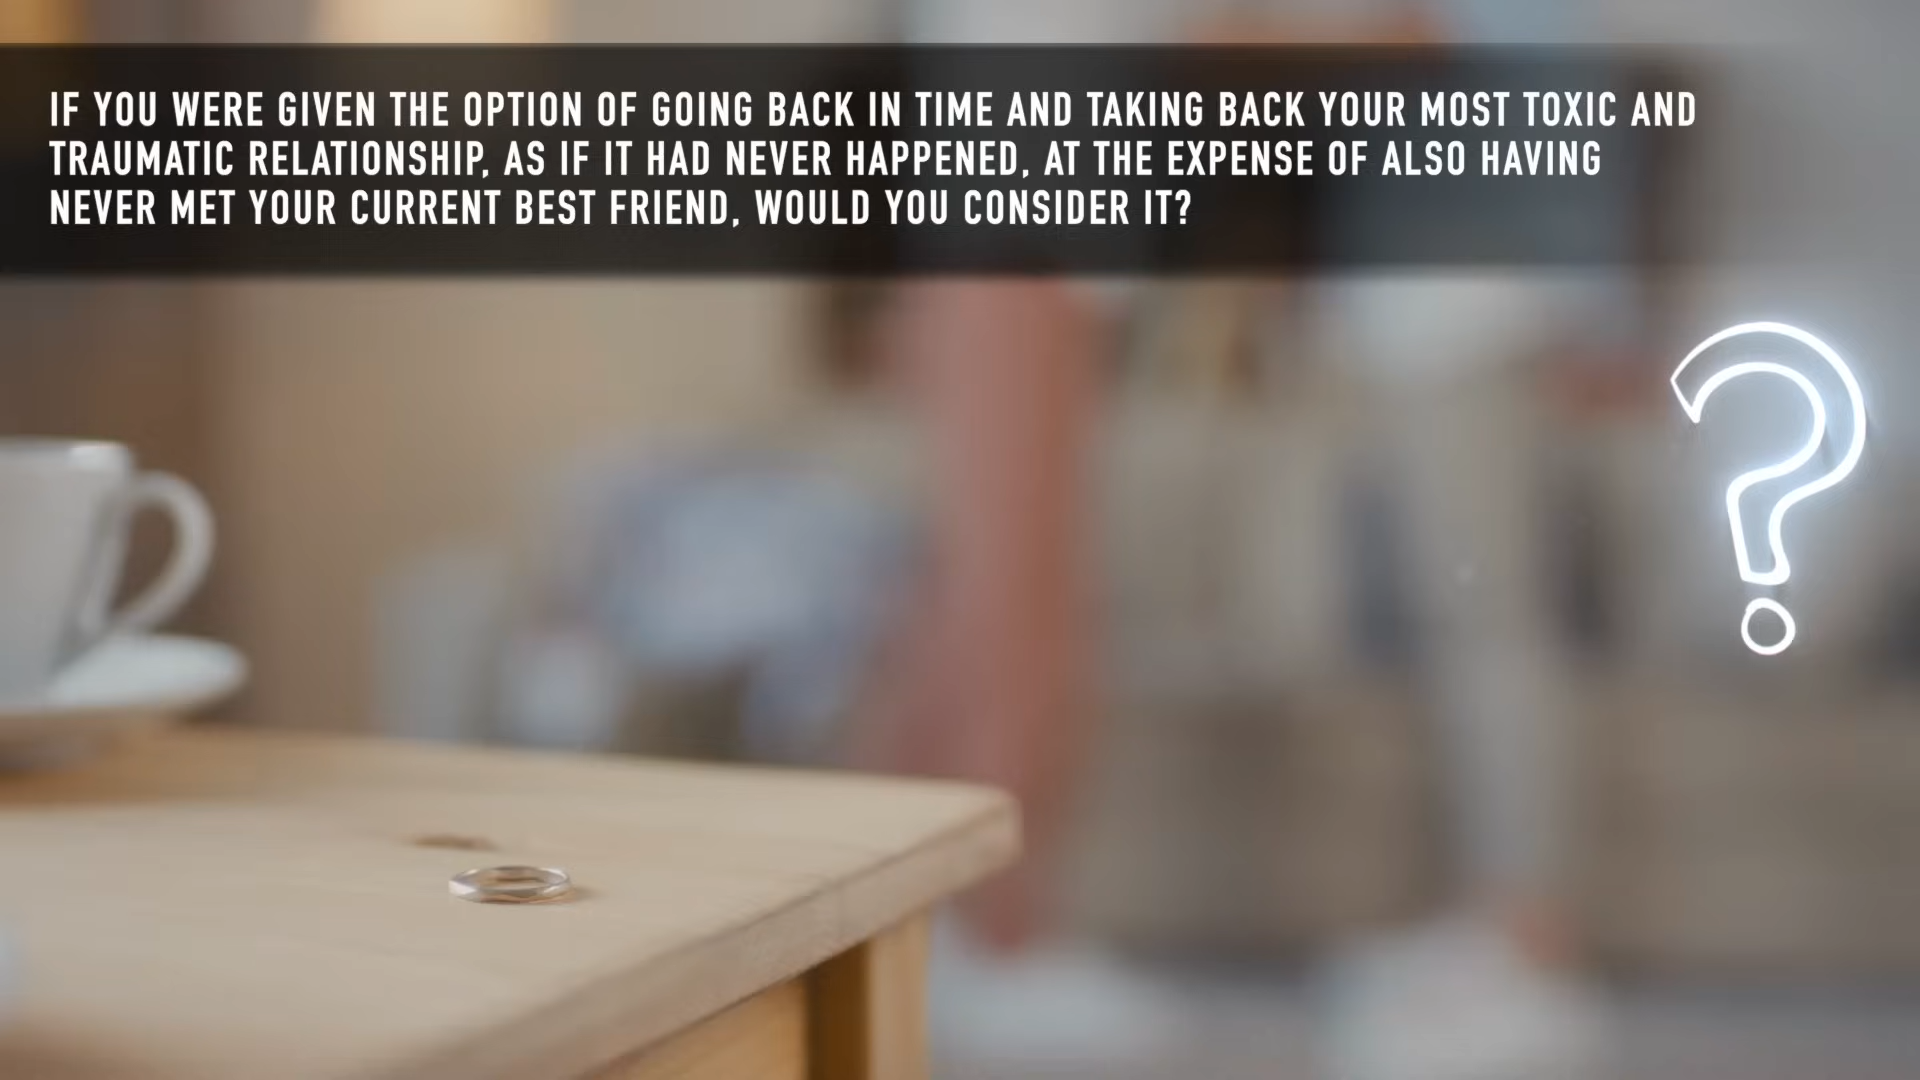 IF YOU WERE GIVEN THE OPTION OF GOING BACK IN TIME AND TAKING BACK YOUR MOST TOXIC AND
TRAUMATIC RELATIONSHIP, AS IF IT HAD NEVER HAPPENED, AT THE EXPENSE OF ALSO HAVING
NEVER MET YOUR CURRENT BEST FRIEND, WOULD YOU CONSIDER IT?
?